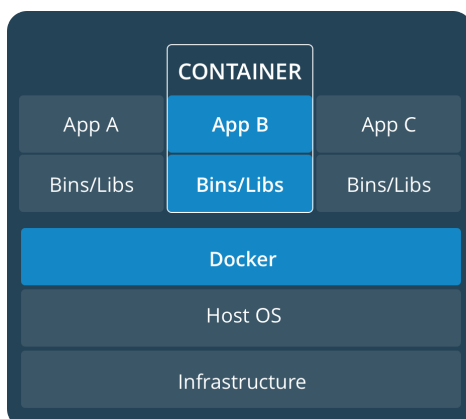 CONTAINER
App A App B App C
Bins/Libs Bins/Libs Bins/Libs
Docker
Host OS
Infrastructure